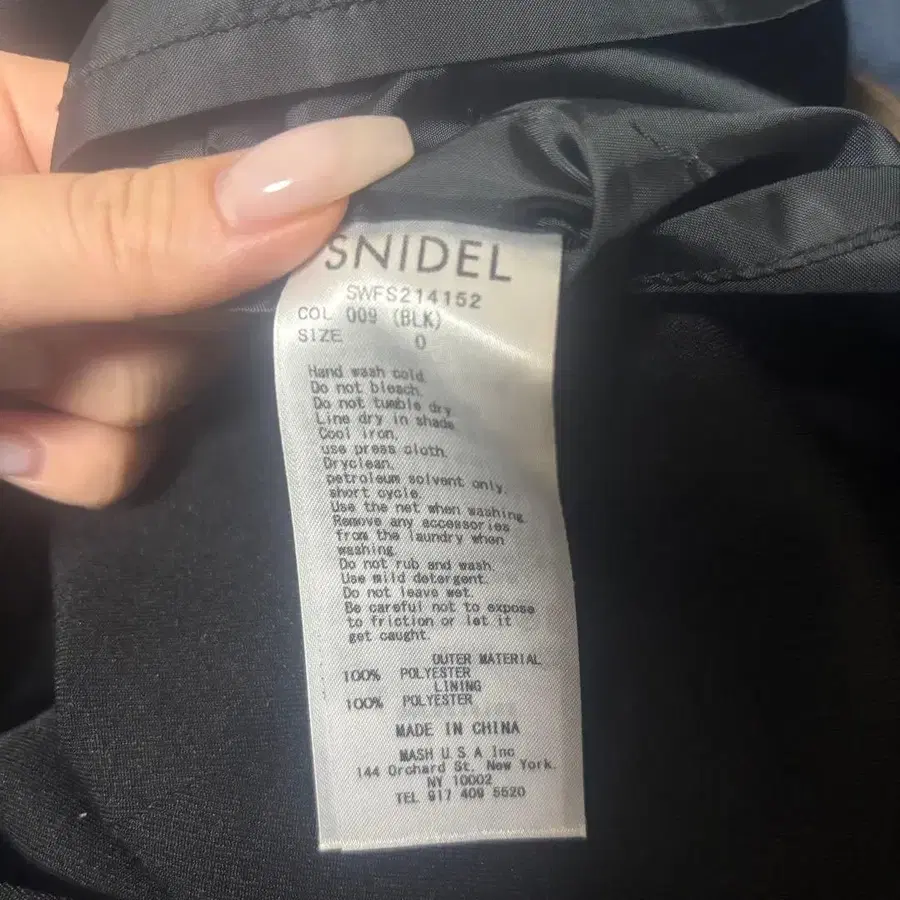 SNIDEL
SWFS214152
COL 009 (BLK)
SIZE 0
Hand wash cold.
Do not bleach.
Do not tumble dry
Line dry in shade
Cool iron,
use press cloth.
Dryclean,
petroleum solvent only,
short cycle.
Use the net when washing.
Remove any accessories
from the laundry when
washing.
Do not rub and wash.
Use mild detergent.
Do not leave wet.
Be careful not to expose
to friction or let it
get caught.
OUTER MATERIAL
100% POLYESTER
LINING
100% POLYESTER
MADE IN CHINA
MASH U.S.A Inc
144 Orchard St. New York.
NY 10002
TEL 917 409 5520